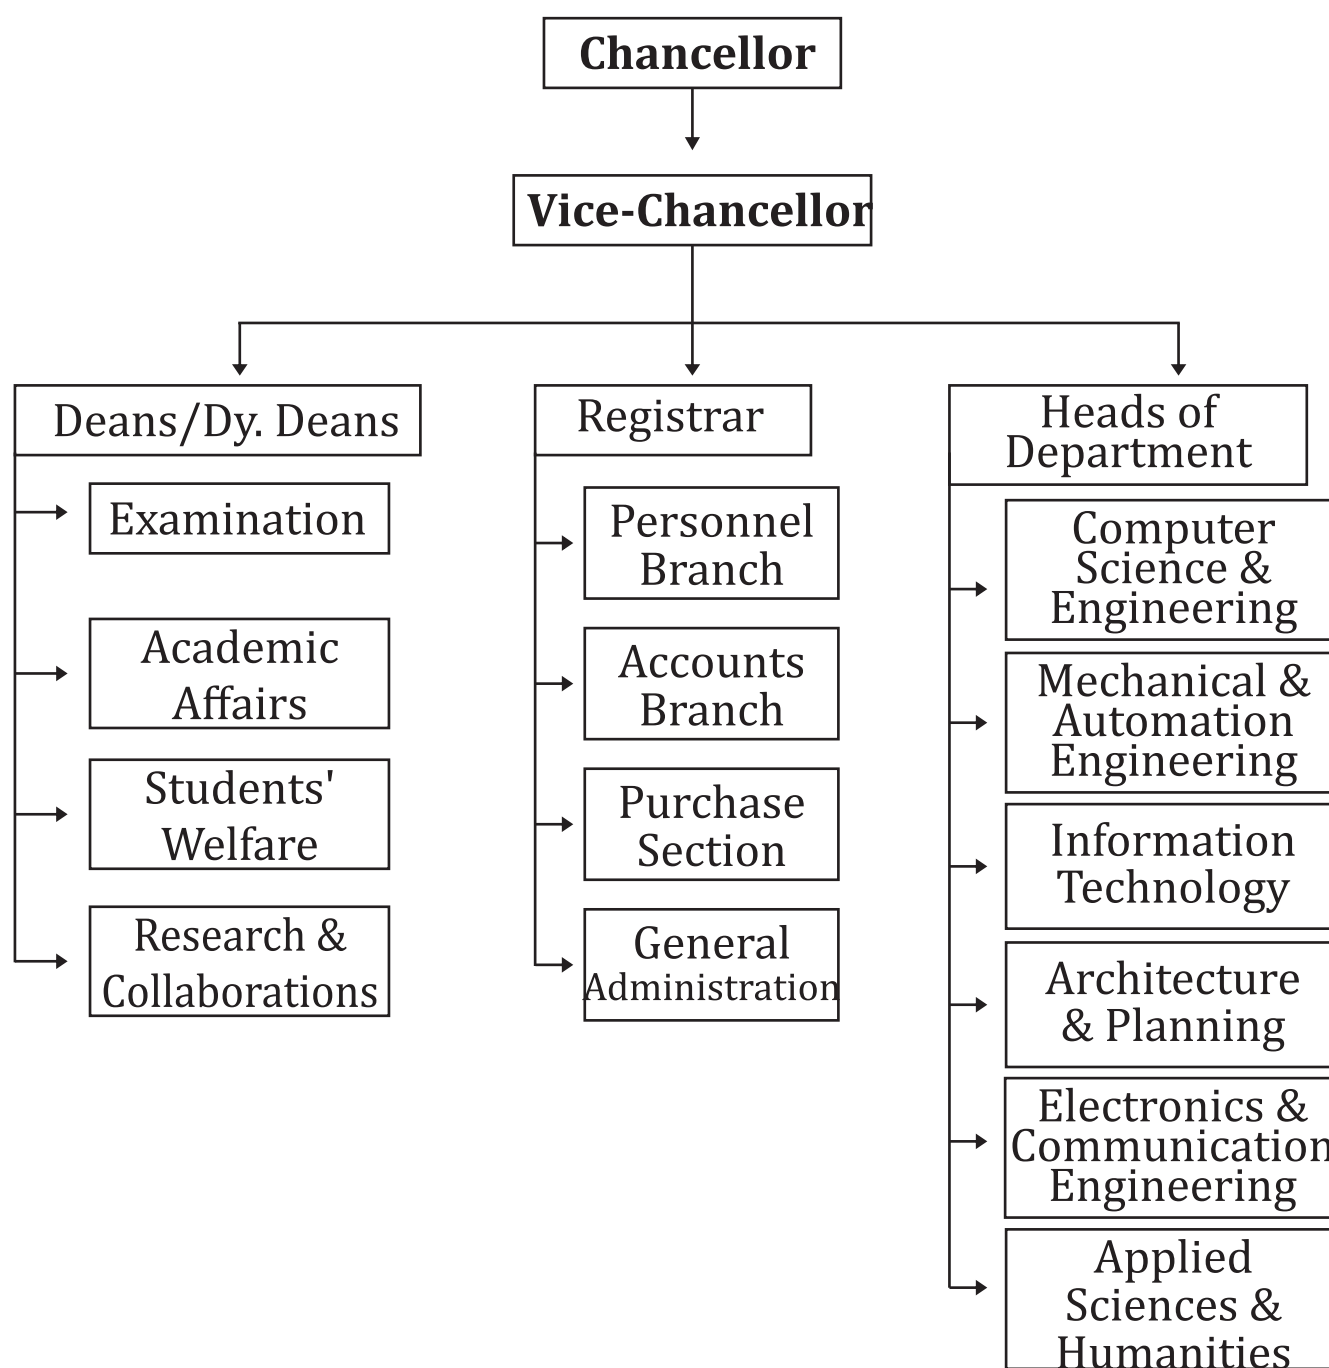 Chancellor
Vice-Chancellor
Deans/Dy. Deans
Examination
Academic
Affairs
Students'
Welfare
Research &
Collaborations
Registrar
Personnel
Branch
Accounts
Branch
Purchase
Section
General
Administration
Heads of
Department
Computer
Science &
Engineering
Mechanical &
Automation
Engineering
Information
Technology
Architecture
& Planning
Electronics &
Communication
Engineering
Applied
Sciences &
Humanities